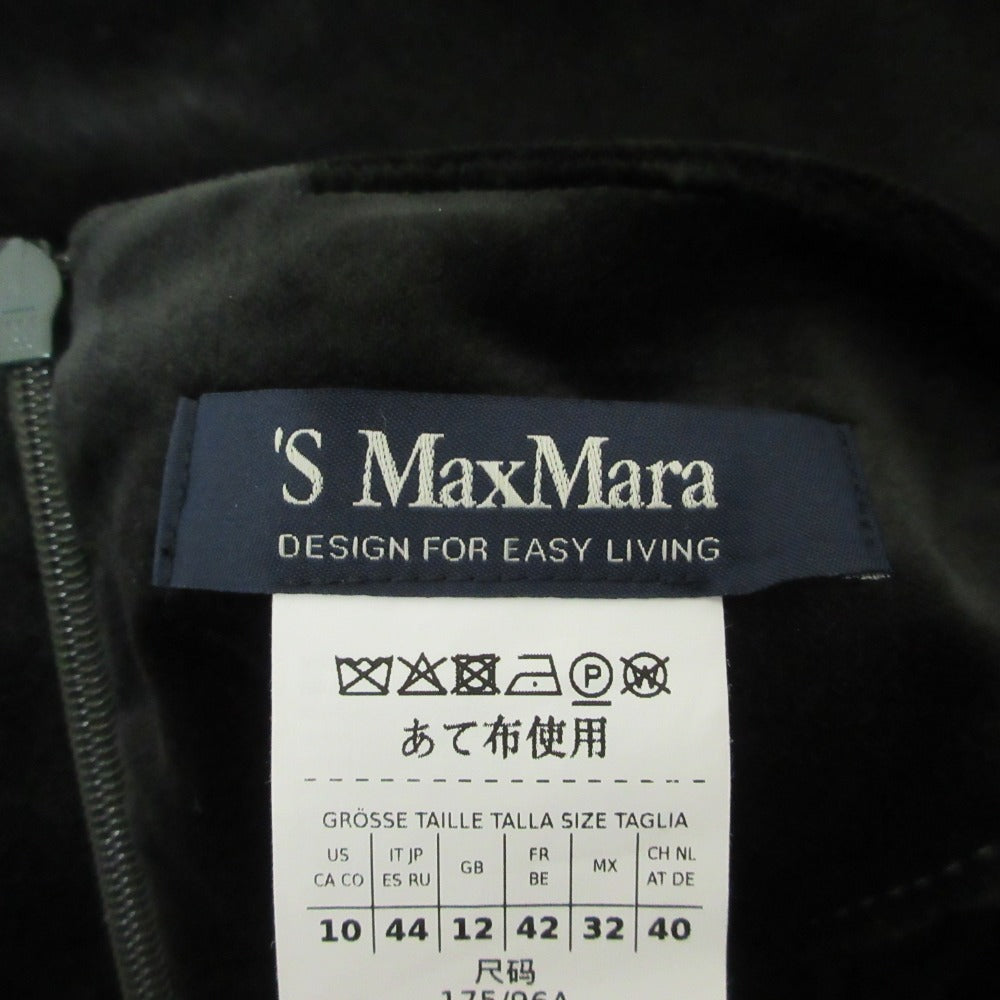 'S MaxMara
DESIGN FOR EASY LIVING
P W
あて布使用
GRÖSSE TAILLE TALLA SIZE TAGLIA
US CA CO IT JP ES RU GB FR BE MX CH NL AT DE
10 44 12 42 32 40
尺码
175/96A